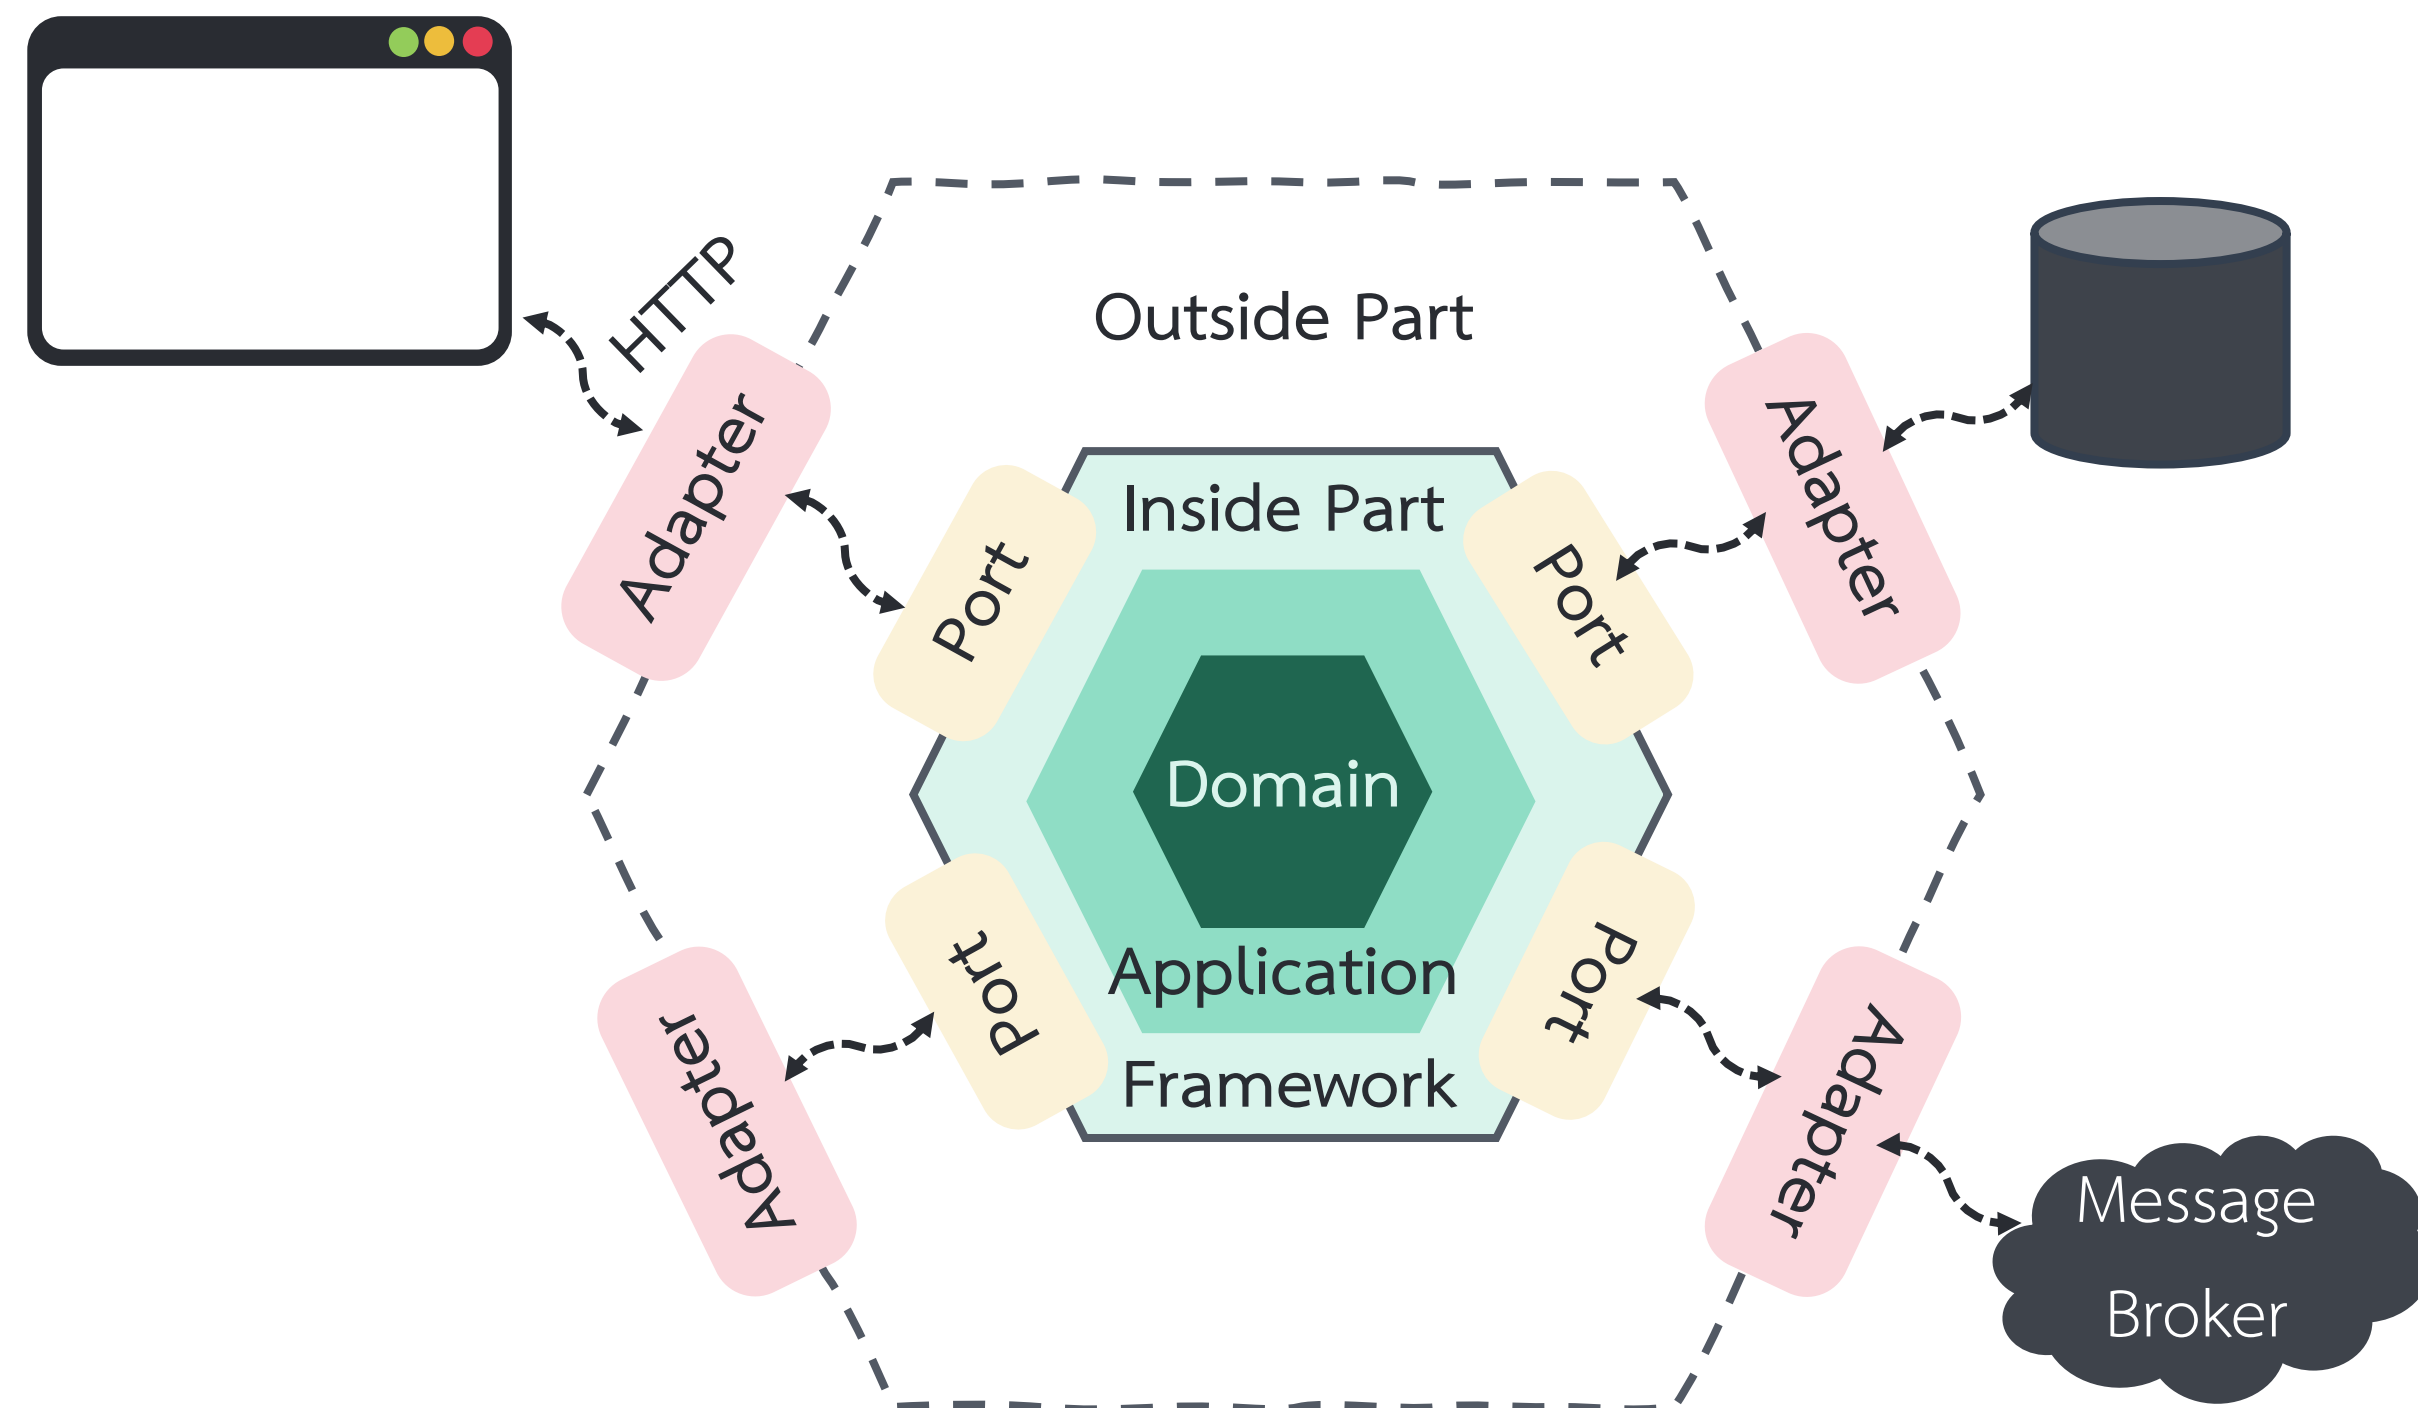 HTTP
Outside Part
Adapter
Adapter
Inside Part
Port
Port
Domain
Application
Port
Port
Framework
Adapter
Adapter
Message
Broker